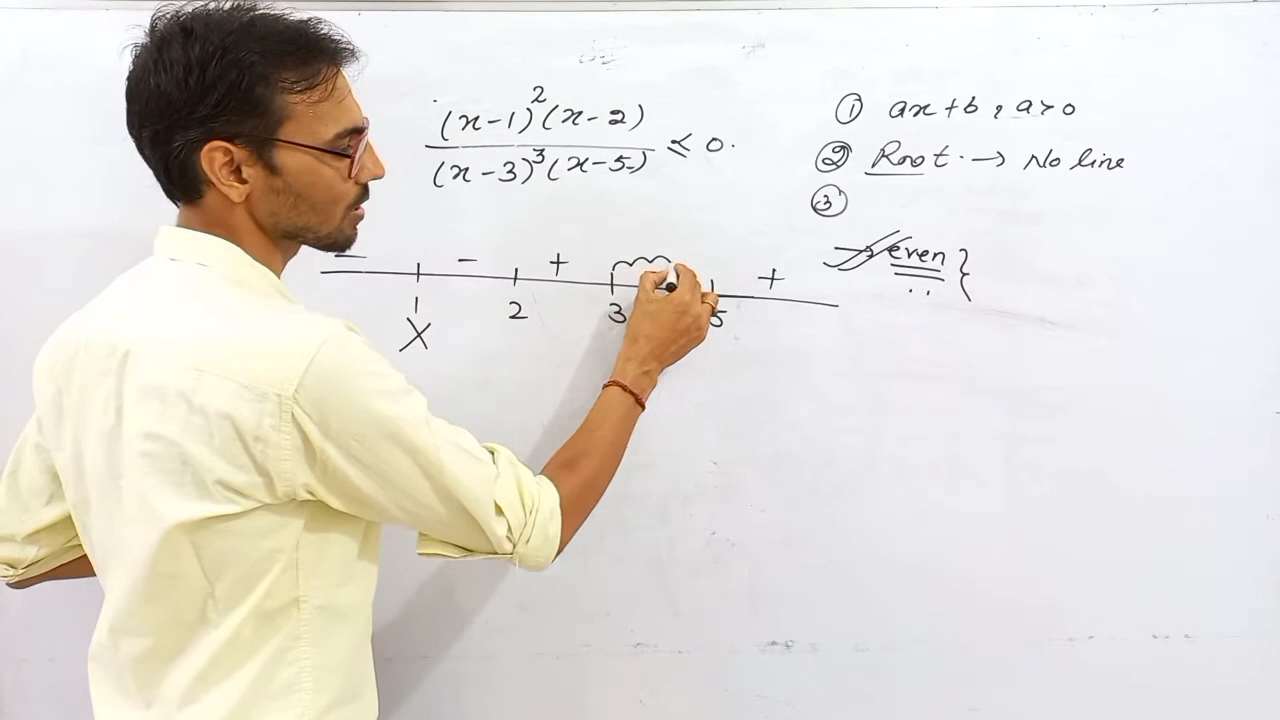 (x-1)²(x-2)
(x-3)³(x-5) ≤ 0.
① ax+b, a>0
② Root. → No line
③
→ even }
- - + +
X 2 3 5